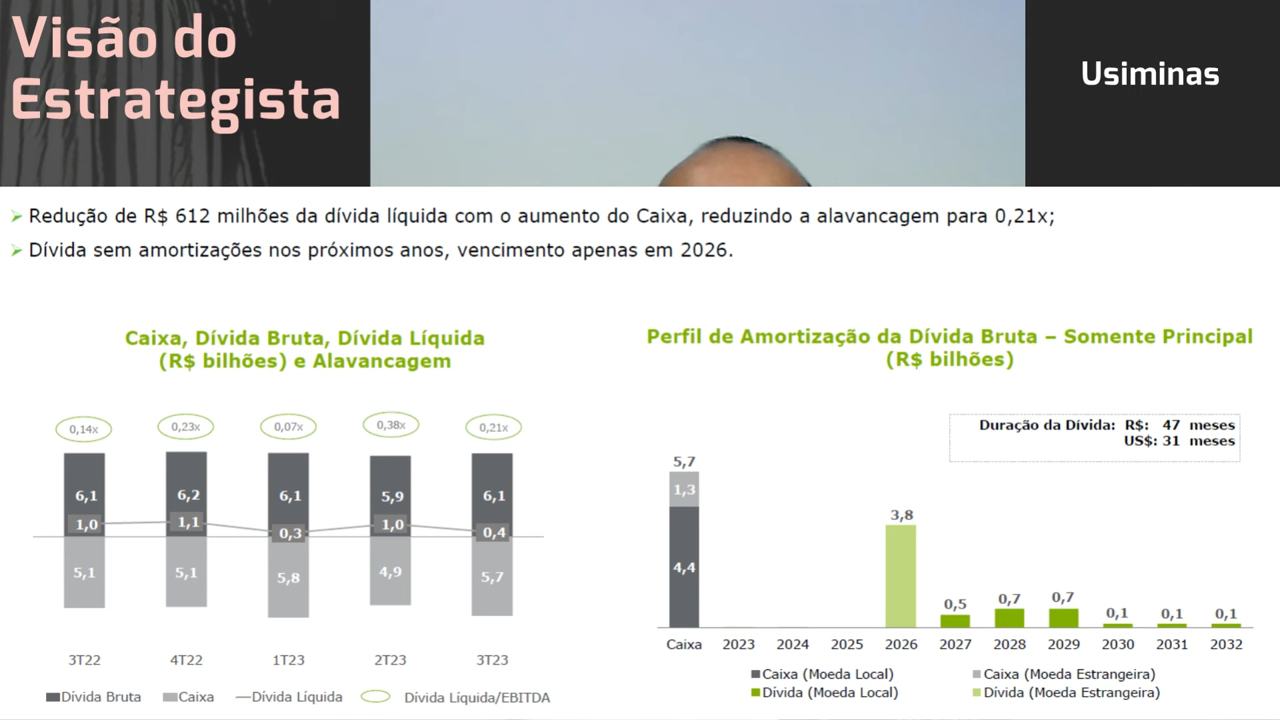 Visão do
Estrategista
Usiminas
Redução de R$ 612 milhões da dívida líquida com o aumento do Caixa, reduzindo a alavancagem para 0,21x;
Dívida sem amortizações nos próximos anos, vencimento apenas em 2026.
Caixa, Dívida Bruta, Dívida Líquida
(R$ bilhões) e Alavancagem
0,14x 0,23x 0,07x 0,38x 0,21x
6,1 6,2 6,1 5,9 6,1
1,0 1,1 0,3 1,0 0,4
5,1 5,1 5,8 4,9 5,7
3T22 4T22 1T23 2T23 3T23
Dívida Bruta Caixa Dívida Líquida Dívida Líquida/EBITDA
Perfil de Amortização da Dívida Bruta – Somente Principal
(R$ bilhões)
Duração da Dívida: R$: 47 meses
US$: 31 meses
5,7
1,3
4,4
3,8
0,5 0,7 0,7 0,1 0,1 0,1
Caixa 2023 2024 2025 2026 2027 2028 2029 2030 2031 2032
Caixa (Moeda Local) Caixa (Moeda Estrangeira)
Dívida (Moeda Local) Dívida (Moeda Estrangeira)